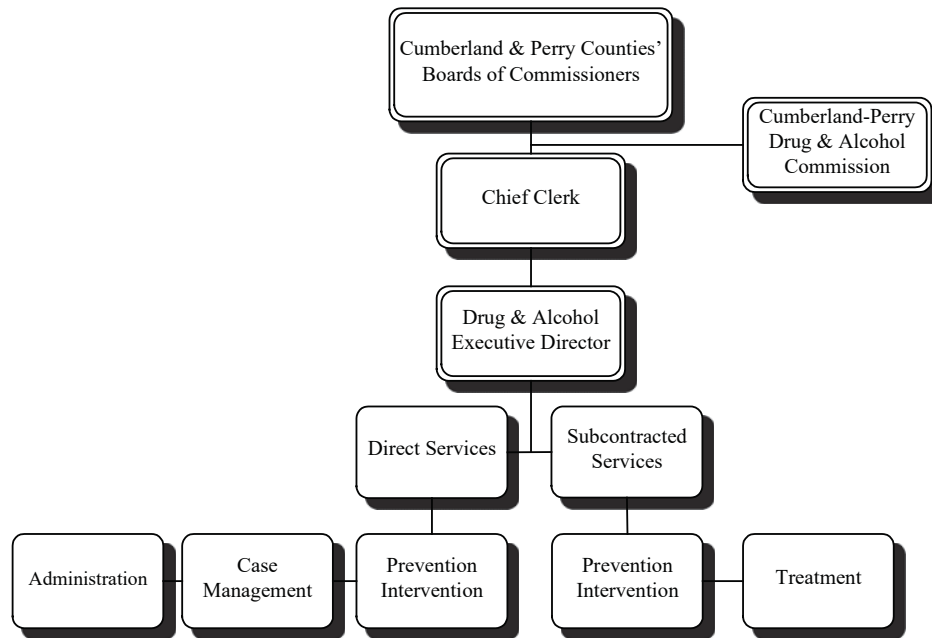 Cumberland & Perry Counties’
Boards of Commissioners
Cumberland-Perry
Drug & Alcohol
Commission
Chief Clerk
Drug & Alcohol
Executive Director
Direct Services
Subcontracted
Services
Administration
Case
Management
Prevention
Intervention
Prevention
Intervention
Treatment